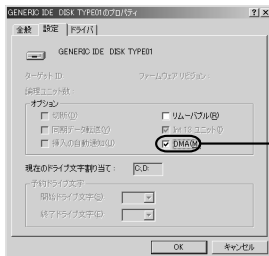 GENERIC IDE DISK TYPE01のプロパティ
全般 設定 ドライバ
GENERIC IDE DISK TYPE01
ターゲット ID: ファームウェア リビジョン:
論理ユニット数:
オプション
切断(D) リムーバブル(R)
同期データ転送(Y) Int 13 ユニット(I)
挿入の自動通知(U) DMA(M)
現在のドライブ文字割り当て: C:,D:
予約ドライブ文字
開始ドライブ文字(S)
終了ドライブ文字(E)
OK キャンセル